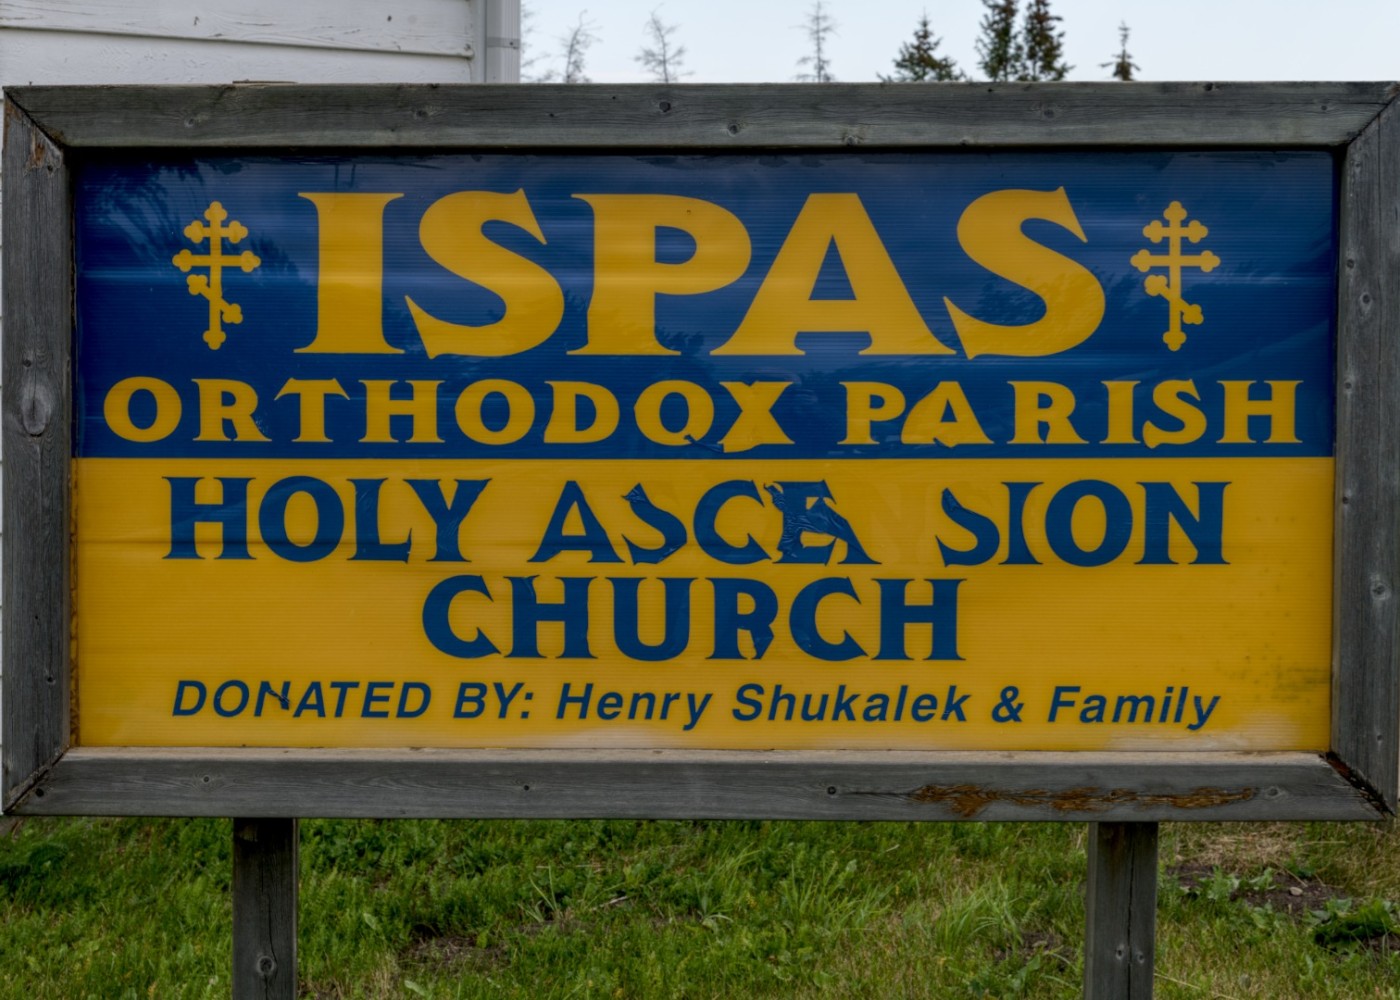 ISPAS
ORTHODOX PARISH
HOLY ASCE SION
CHURCH
DONATED BY: Henry Shukalek & Family